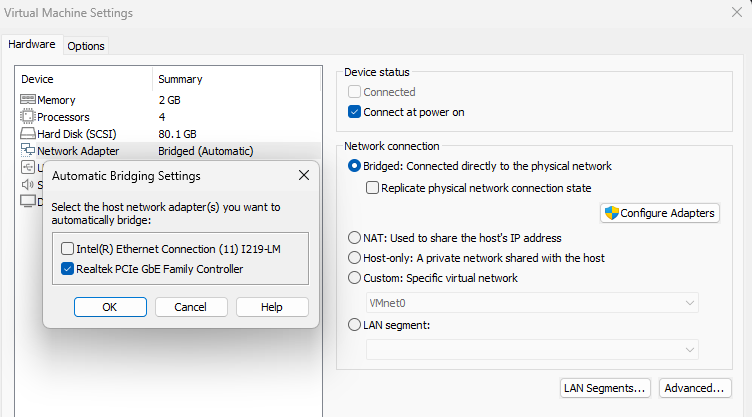 Virtual Machine Settings
Hardware
Options
Device Summary
Memory 2 GB
Processors 4
Hard Disk (SCSI) 80.1 GB
Network Adapter Bridged (Automatic)
U
S
D
Automatic Bridging Settings
Select the host network adapter(s) you want to
automatically bridge:
Intel(R) Ethernet Connection (11) I219-LM
Realtek PCIe GbE Family Controller
OK
Cancel
Help
Device status
Connected
Connect at power on
Network connection
Bridged: Connected directly to the physical network
Replicate physical network connection state
Configure Adapters
NAT: Used to share the host's IP address
Host-only: A private network shared with the host
Custom: Specific virtual network
VMnet0
LAN segment:
LAN Segments...
Advanced...